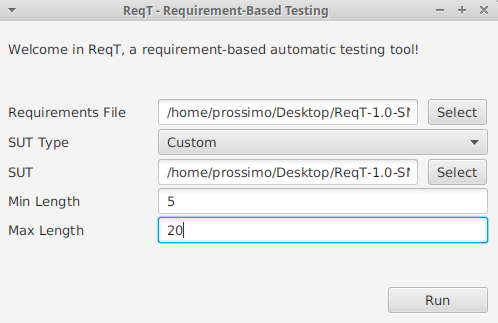 ReqT - Requirement-Based Testing
Welcome in ReqT, a requirement-based automatic testing tool!
Requirements File /home/prossimo/Desktop/ReqT-1.0-SN Select
SUT Type Custom
SUT /home/prossimo/Desktop/ReqT-1.0-SN Select
Min Length 5
Max Length 20
Run